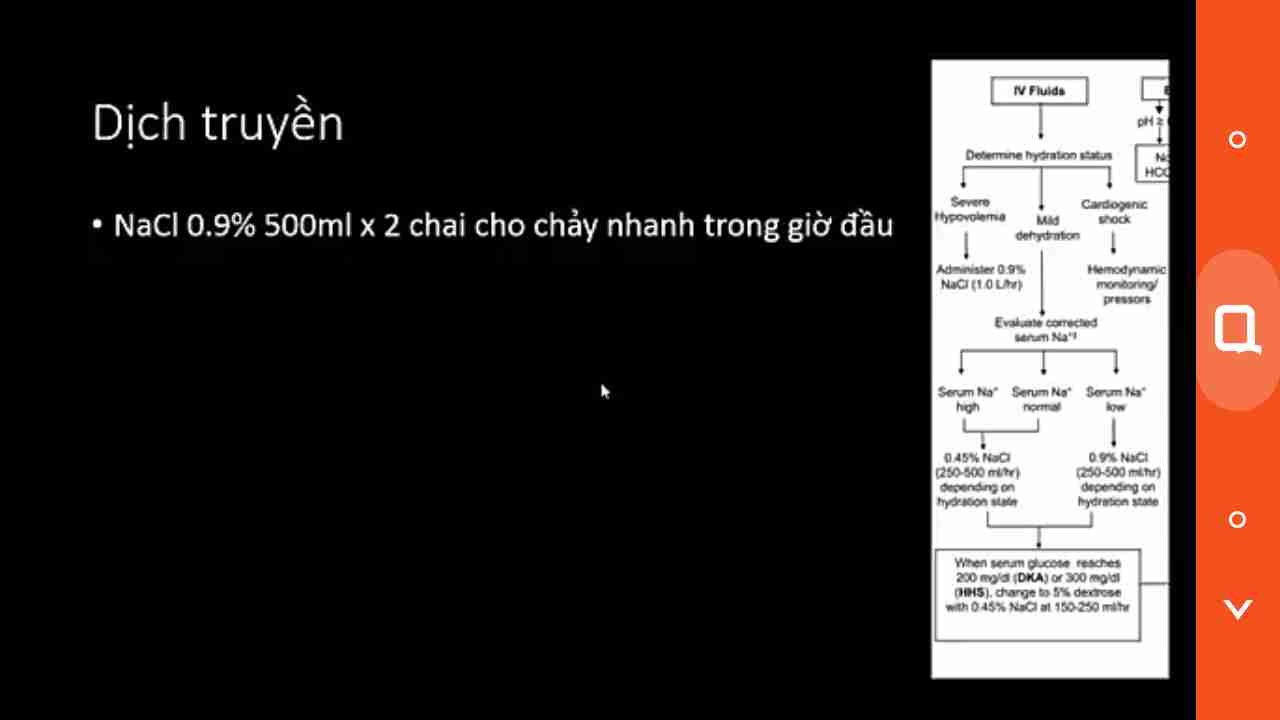 Dịch truyền
• NaCl 0.9% 500ml x 2 chai cho chảy nhanh trong giờ đầu
IV Fluids
pH ≥
Determine hydration status
HCO
Severe
Hypovolemia
Mild
dehydration
Cardiogenic
shock
Administer 0.9%
NaCl (1.0 L/hr)
Hemodynamic
monitoring/
pressors
Evaluate corrected
serum Na⁺‡
Serum Na⁺
high
Serum Na⁺
normal
Serum Na⁺
low
0.45% NaCl
(250-500 ml/hr)
depending on
hydration state
0.9% NaCl
(250-500 ml/hr)
depending on
hydration state
When serum glucose reaches
200 mg/dl (DKA) or 300 mg/dl
(HHS), change to 5% dextrose
with 0.45% NaCl at 150-250 ml/hr